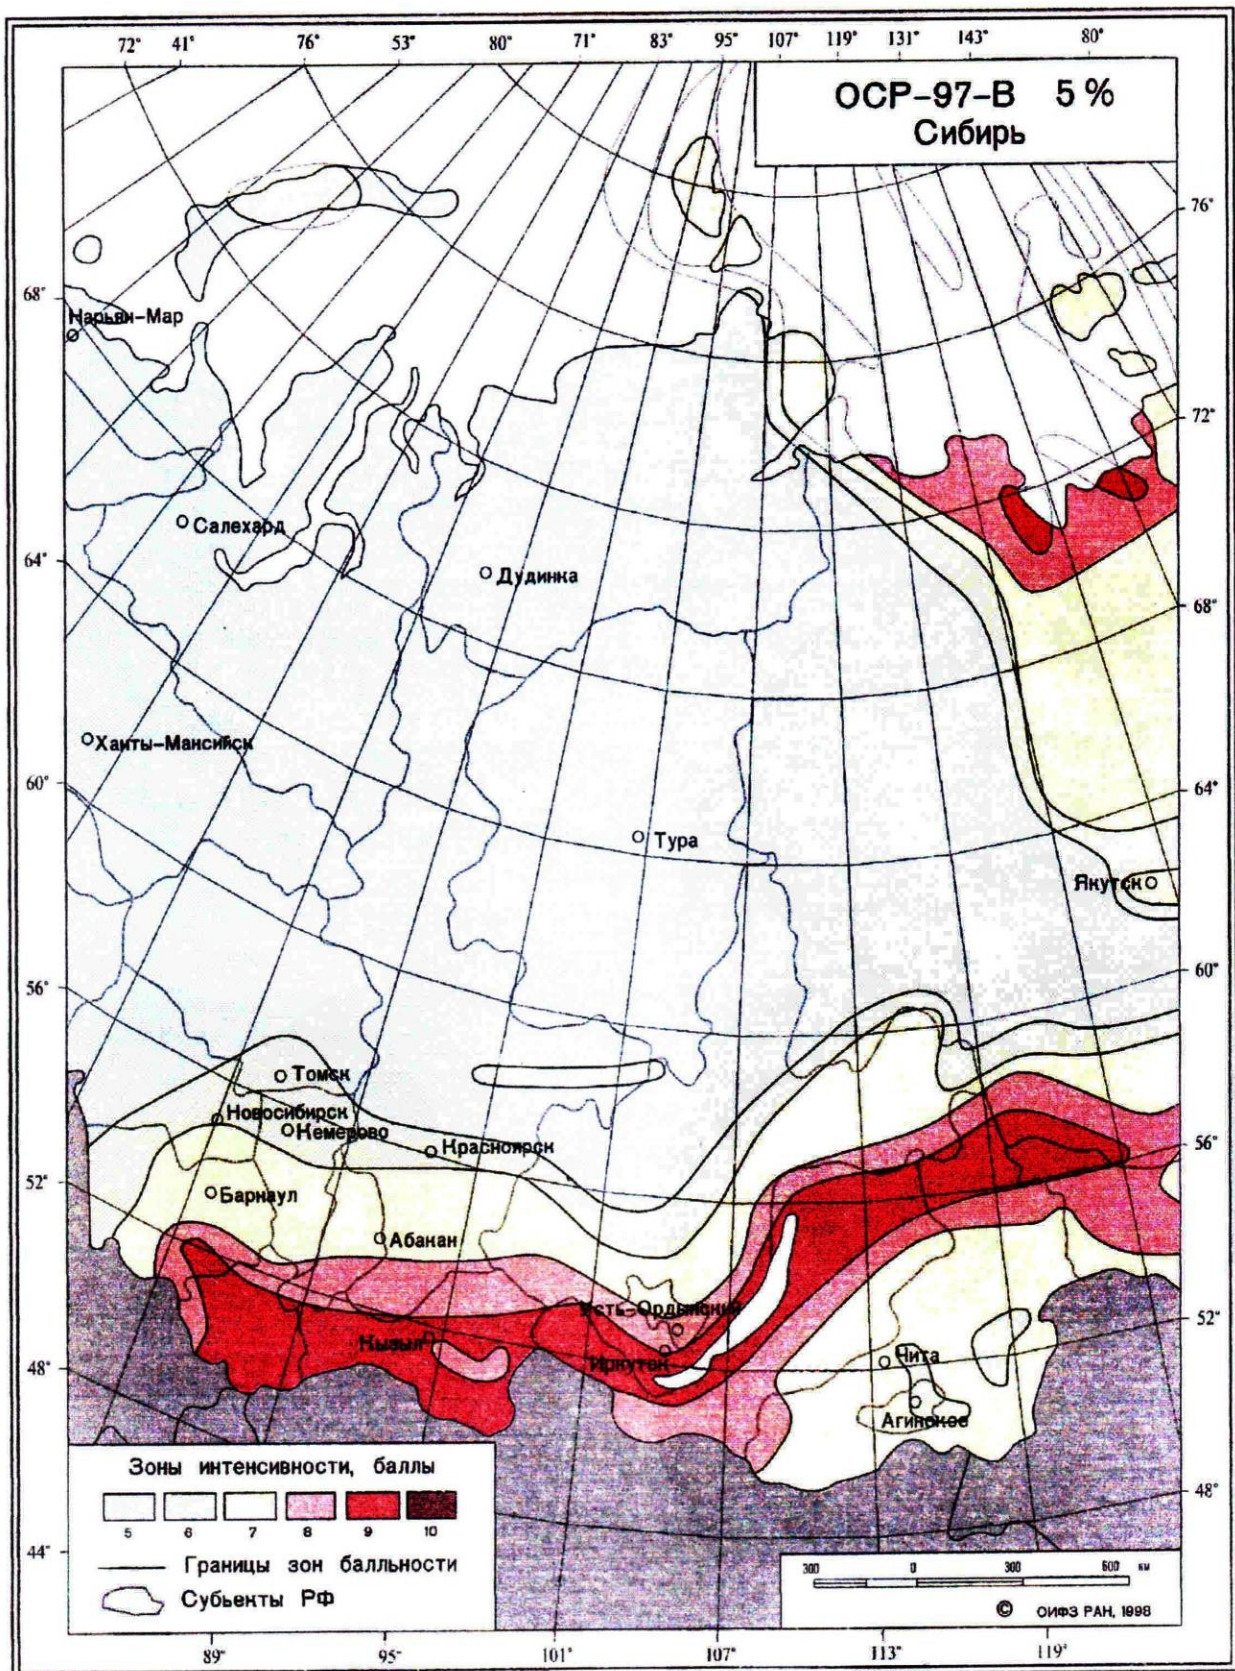 72° 41° 76° 53° 80° 71° 83° 95° 107° 119° 131° 143° 80°
ОСР-97-В 5 %
Сибирь
76°
68°
Нарьян-Мар
72°
Салехард
64°
Дудинка
68°
Ханты-Мансийск
60°
64°
Тура
Якутск
56°
60°
Томск
Новосибирск
Кемерово
Красноярск
56°
52°
Барнаул
Абакан
Усть-Ордынский
52°
Кызыл
Иркутск
Чита
48°
Агинское
Зоны интенсивности, баллы
5 6 7 8 9 10
48°
44°
Границы зон балльности
Субъекты РФ
300 0 300 600 км
© ОИФЗ РАН, 1998
89° 95° 101° 107° 113° 119°